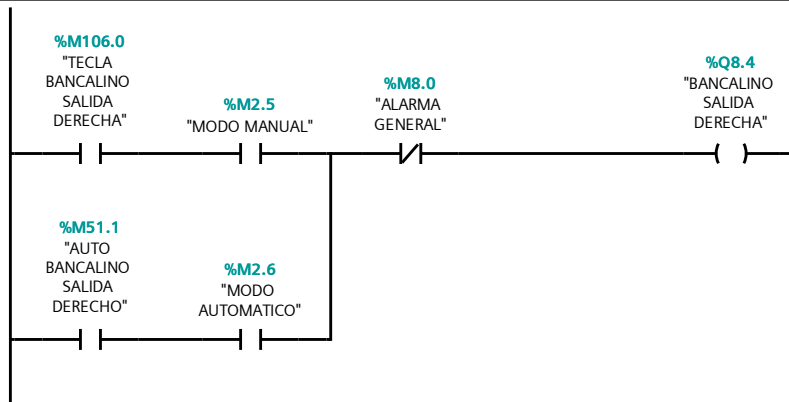 %M106.0
"TECLA
BANCALINO
SALIDA
DERECHA"
%M2.5
"MODO MANUAL"
%M8.0
"ALARMA
GENERAL"
%Q8.4
"BANCALINO
SALIDA
DERECHA"
%M51.1
"AUTO
BANCALINO
SALIDA
DERECHO"
%M2.6
"MODO
AUTOMATICO"